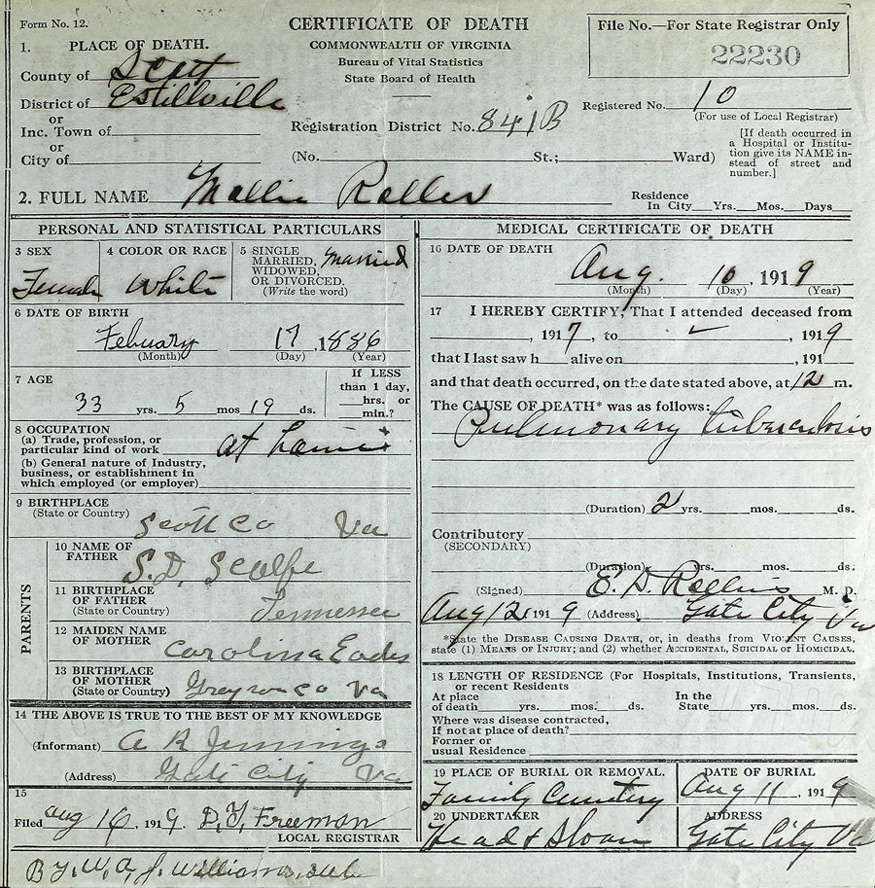 Form No. 12.
CERTIFICATE OF DEATH
COMMONWEALTH OF VIRGINIA
Bureau of Vital Statistics
State Board of Health
File No.—For State Registrar Only
22230
1. PLACE OF DEATH.
County of Scott
District of Estillville
or
Inc. Town of
or
City of
Registration District No. 841B
(No. St.; Ward)
Registered No. 10
(For use of Local Registrar)
[If death occurred in
a Hospital or Institu-
tion give its NAME in-
stead of street and
number.]
2. FULL NAME Mallie Roller
Residence
In City Yrs. Mos. Days
PERSONAL AND STATISTICAL PARTICULARS
3 SEX
Female
4 COLOR OR RACE
White
5 SINGLE
MARRIED, Married
WIDOWED,
OR DIVORCED.
(Write the word)
6 DATE OF BIRTH
Febuary 17, 1886
(Month) (Day) (Year)
7 AGE
33 yrs. 5 mos 19 ds.
If LESS
than 1 day,
hrs. or
min.?
8 OCCUPATION
(a) Trade, profession, or
particular kind of work at home
(b) General nature of Industry,
business, or establishment in
which employed (or employer)
9 BIRTHPLACE
(State or Country)
Scott Co Va
PARENTS
10 NAME OF
FATHER
S. D.
11 BIRTHPLACE
OF FATHER
(State or Country)
Tennessee
12 MAIDEN NAME
OF MOTHER
Carolina Eads
13 BIRTHPLACE
OF MOTHER
(State or Country)
Grayson Co Va
14 THE ABOVE IS TRUE TO THE BEST OF MY KNOWLEDGE
(Informant) A R Jennings
(Address) Gate City Va
15
Filed Aug 16, 1919. D. Y. Freeman
LOCAL REGISTRAR
By W. A. J. Williams, sub
MEDICAL CERTIFICATE OF DEATH
16 DATE OF DEATH
Aug. 10, 1919
(Month) (Day) (Year)
17 I HEREBY CERTIFY, That I attended deceased from
, 1917, to , 1919
that I last saw h alive on , 191
and that death occurred, on the date stated above, at 12 m.
The CAUSE OF DEATH* was as follows:
Pulmonary tuberculosis
(Duration) 2 yrs. mos. ds.
Contributory
(SECONDARY)
(Duration) yrs. mos. ds.
(Signed) E. D. Rollins M. D.
Aug 12, 1919 (Address) Gate City Va
*State the DISEASE CAUSING DEATH, or, in deaths from VIOLENT CAUSES,
state (1) MEANS OF INJURY; and (2) whether ACCIDENTAL, SUICIDAL or HOMICIDAL.
18 LENGTH OF RESIDENCE (For Hospitals, Institutions, Transients,
or recent Residents
At place In the
of death yrs. mos. ds. State yrs. mos. ds.
Where was disease contracted,
If not at place of death?
Former or
usual Residence
19 PLACE OF BURIAL OR REMOVAL.
Family Cemetery
DATE OF BURIAL
Aug 11, 1919
20 UNDERTAKER
Head & Sloan
ADDRESS
Gate City Va